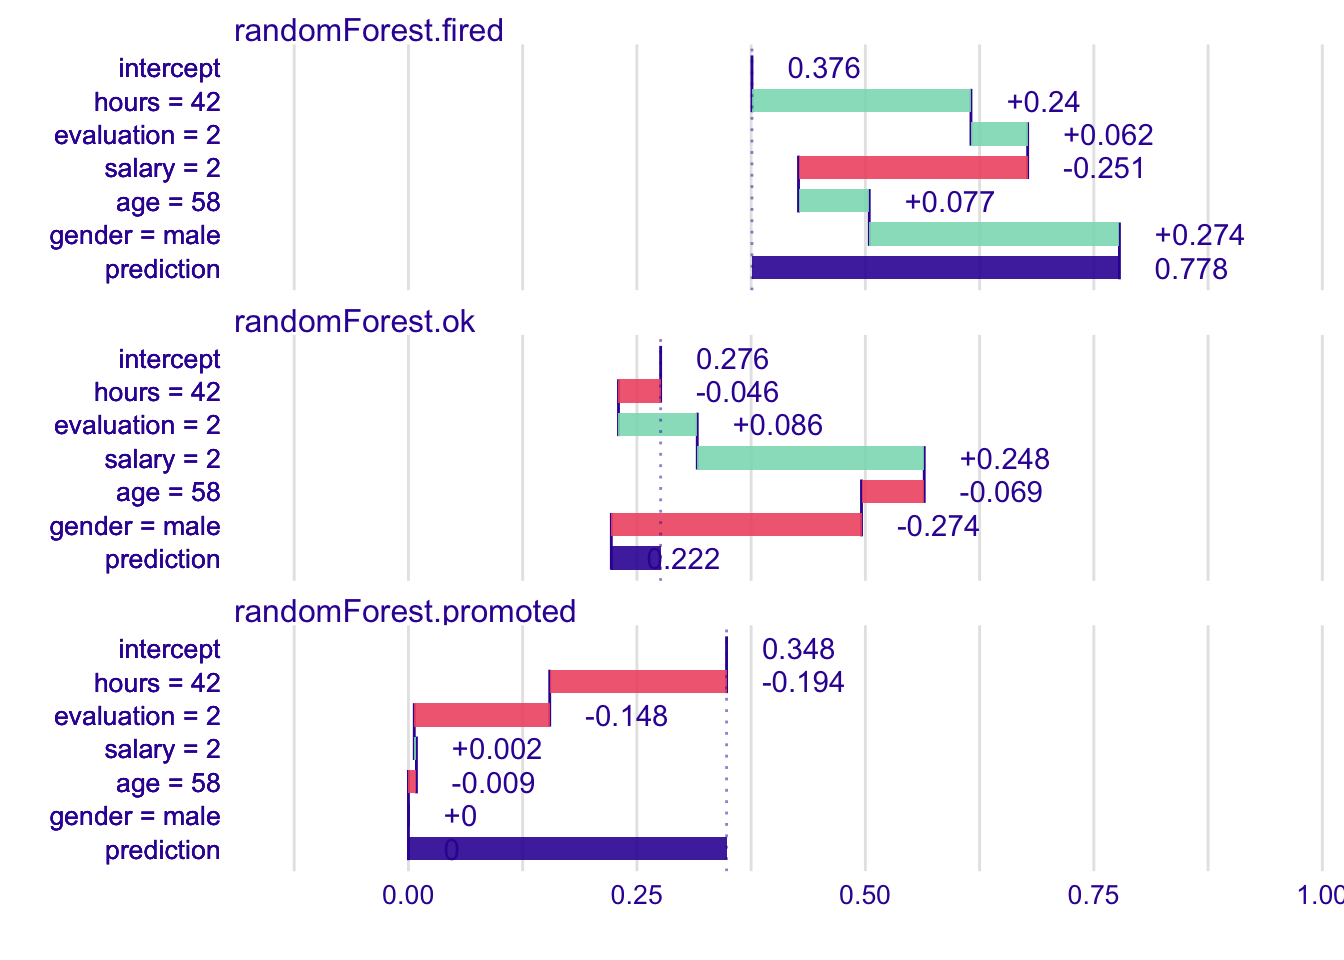 randomForest.fired
intercept 0.376
hours = 42 +0.24
evaluation = 2 +0.062
salary = 2 -0.251
age = 58 +0.077
gender = male +0.274
prediction 0.778
randomForest.ok
intercept 0.276
hours = 42 -0.046
evaluation = 2 +0.086
salary = 2 +0.248
age = 58 -0.069
gender = male -0.274
prediction 0.222
randomForest.promoted
intercept 0.348
hours = 42 -0.194
evaluation = 2 -0.148
salary = 2 +0.002
age = 58 -0.009
gender = male +0
prediction 0
0.00 0.25 0.50 0.75 1.00